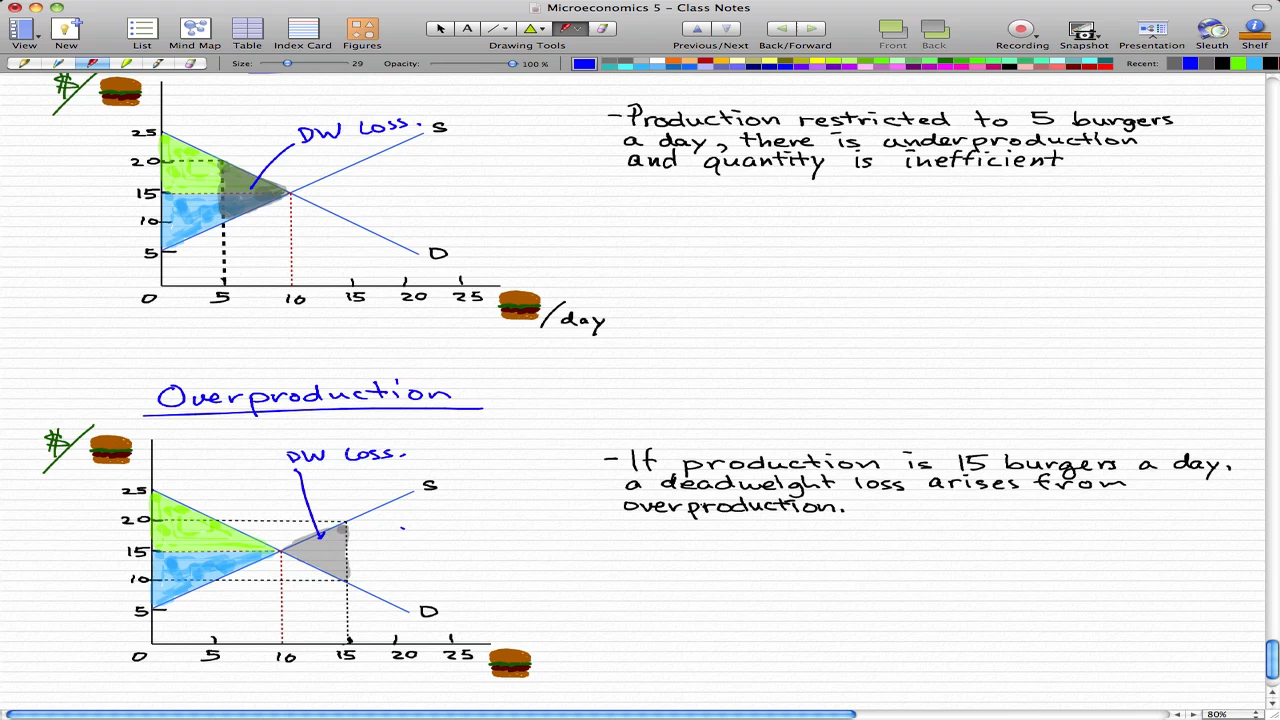 Microeconomics 5 – Class Notes
View New List Mind Map Table Index Card Figures Drawing Tools Previous/Next Back/Forward Front Back Recording Snapshot Presentation Sleuth Shelf
Size: 29 Opacity: 100 % Recent:
$/
25
20
15
10
5
0 5 10 15 20 25
DW Loss.
S
D
/day
-Production restricted to 5 burgers
a day, there is underproduction
and quantity is inefficient
Overproduction
$/
25
20
15
10
5
0 5 10 15 20 25
DW Loss.
S
D
-If production is 15 burgers a day,
a deadweight loss arises from
overproduction.
80%